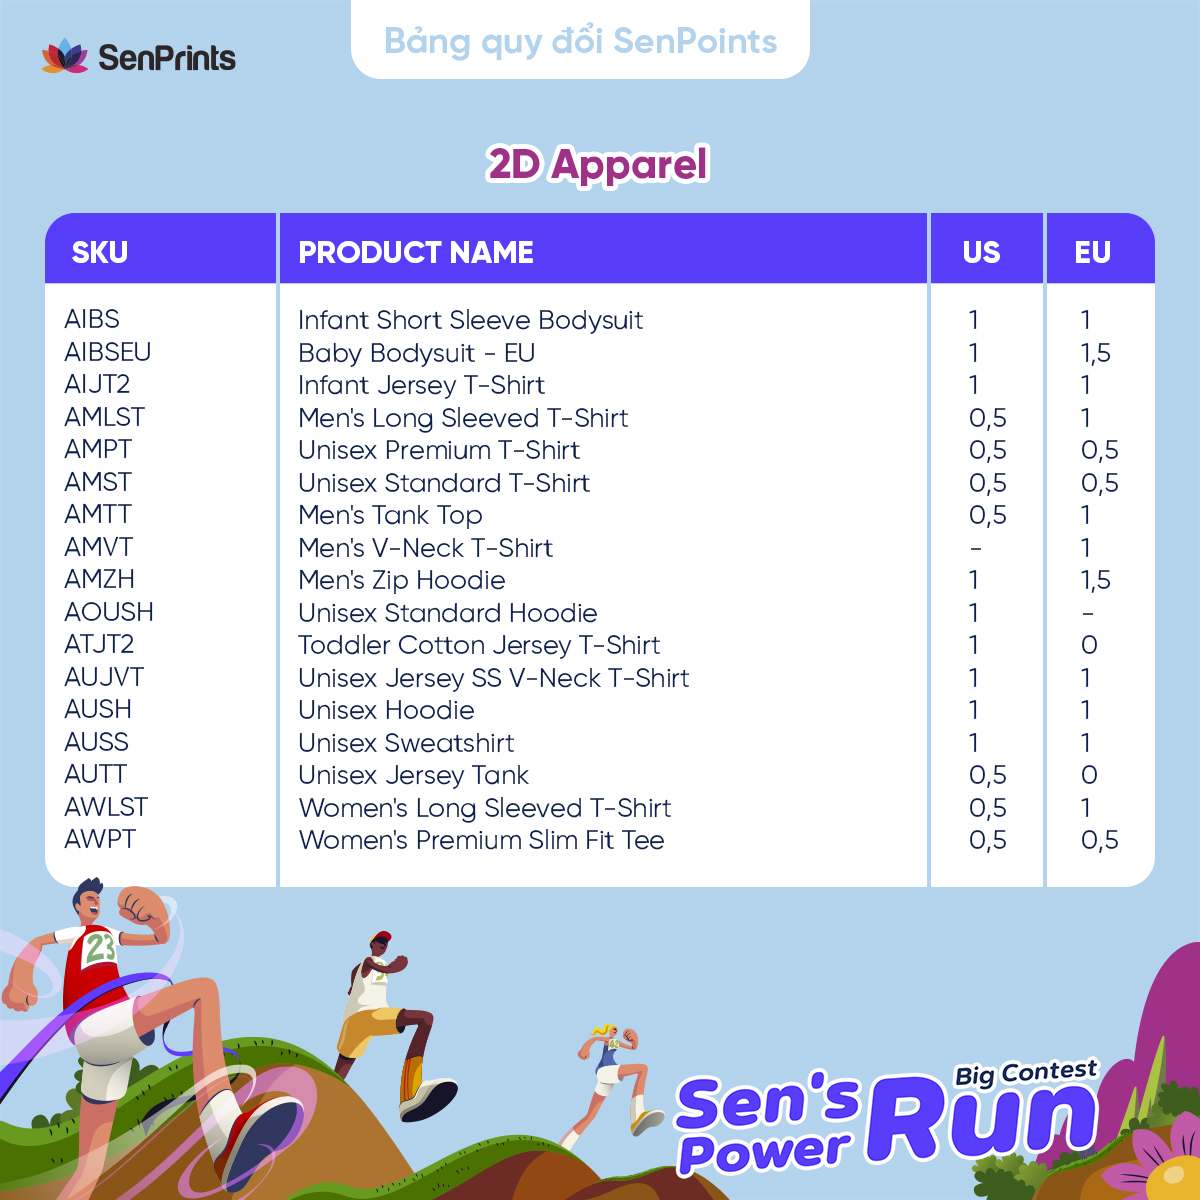 SenPrints
Bảng quy đổi SenPoints
2D Apparel
SKU PRODUCT NAME US EU
AIBS Infant Short Sleeve Bodysuit 1 1
AIBSEU Baby Bodysuit - EU 1 1,5
AIJT2 Infant Jersey T-Shirt 1 1
AMLST Men's Long Sleeved T-Shirt 0,5 1
AMPT Unisex Premium T-Shirt 0,5 0,5
AMST Unisex Standard T-Shirt 0,5 0,5
AMTT Men's Tank Top 0,5 1
AMVT Men's V-Neck T-Shirt - 1
AMZH Men's Zip Hoodie 1 1,5
AOUSH Unisex Standard Hoodie 1 -
ATJT2 Toddler Cotton Jersey T-Shirt 1 0
AUJVT Unisex Jersey SS V-Neck T-Shirt 1 1
AUSH Unisex Hoodie 1 1
AUSS Unisex Sweatshirt 1 1
AUTT Unisex Jersey Tank 0,5 0
AWLST Women's Long Sleeved T-Shirt 0,5 1
AWPT Women's Premium Slim Fit Tee 0,5 0,5
23
Big Contest
Sen's
Power Run